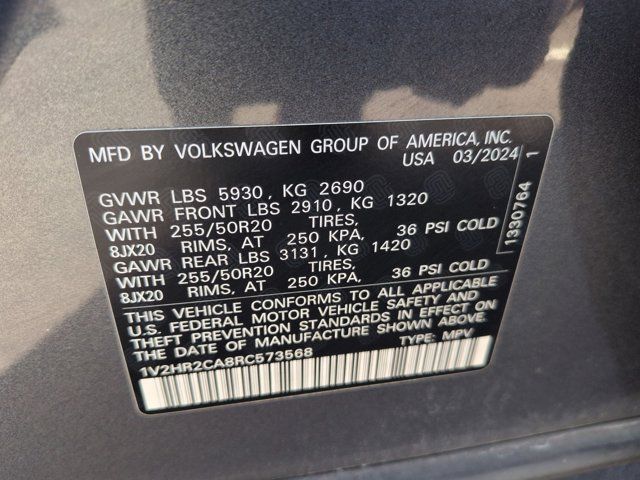 MFD BY VOLKSWAGEN GROUP OF AMERICA, INC.
USA 03/2024
GVWR LBS 5930, KG 2690
GAWR FRONT LBS 2910, KG 1320
WITH 255/50R20 TIRES,
8JX20 RIMS, AT 250 KPA, 36 PSI COLD
GAWR REAR LBS 3131, KG 1420
WITH 255/50R20 TIRES,
8JX20 RIMS, AT 250 KPA, 36 PSI COLD
THIS VEHICLE CONFORMS TO ALL APPLICABLE
U.S. FEDERAL MOTOR VEHICLE SAFETY AND
THEFT PREVENTION STANDARDS IN EFFECT ON
THE DATE OF MANUFACTURE SHOWN ABOVE.
1V2HR2CA8RC573568 TYPE: MPV
1330764 1